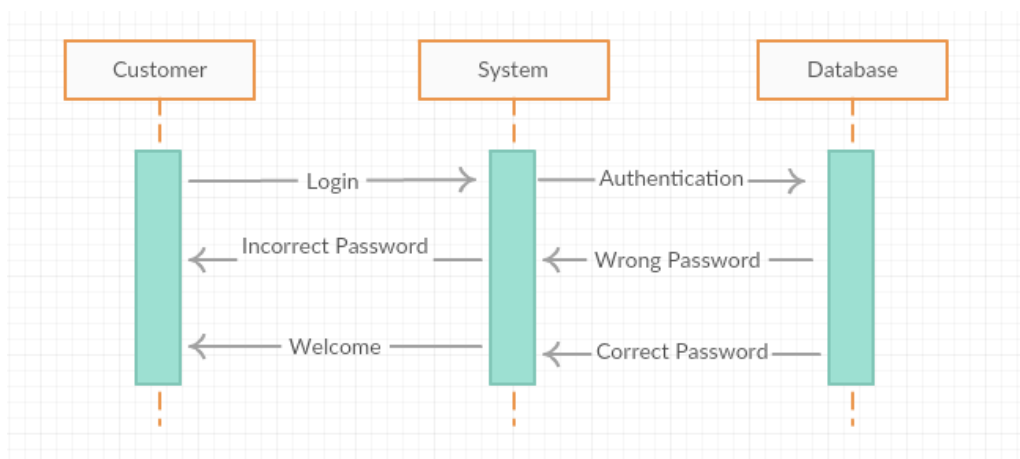 Customer
System
Database
Login
Authentication
Incorrect Password
Wrong Password
Welcome
Correct Password